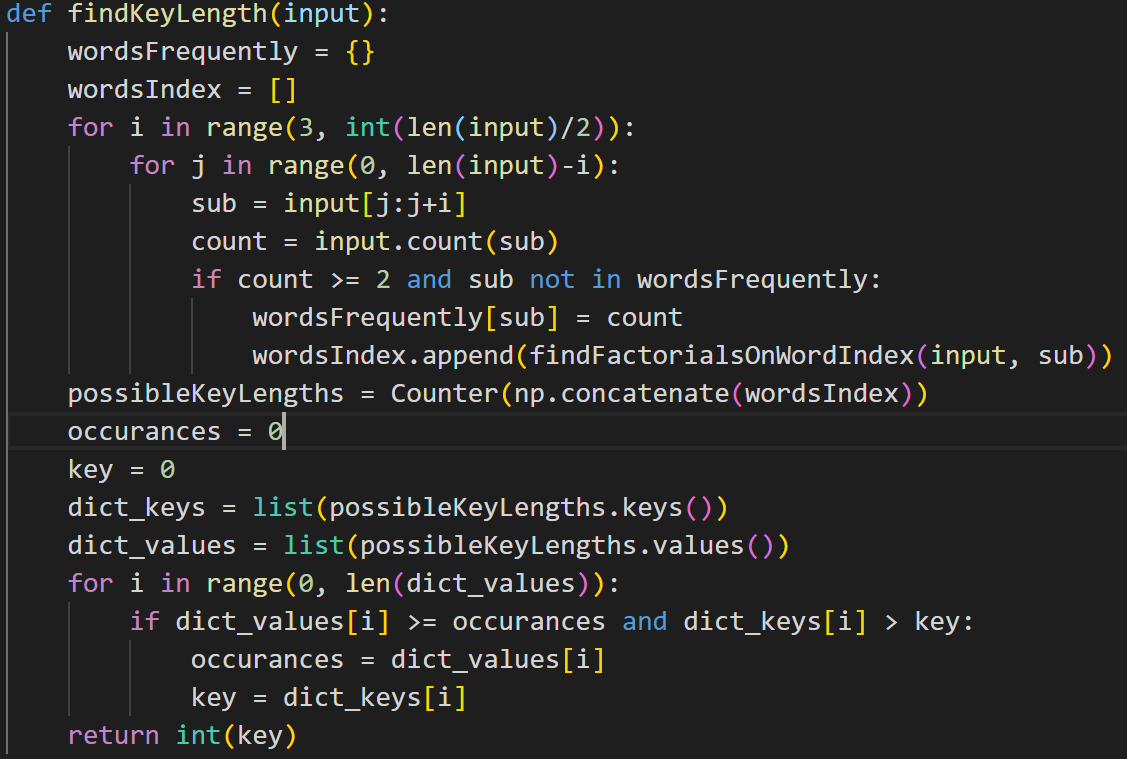 def findKeyLength(input):
    wordsFrequently = {}
    wordsIndex = []
    for i in range(3, int(len(input)/2)):
        for j in range(0, len(input)-i):
            sub = input[j:j+i]
            count = input.count(sub)
            if count >= 2 and sub not in wordsFrequently:
                wordsFrequently[sub] = count
                wordsIndex.append(findFactorialsOnWordIndex(input, sub))
    possibleKeyLengths = Counter(np.concatenate(wordsIndex))
    occurances = 0
    key = 0
    dict_keys = list(possibleKeyLengths.keys())
    dict_values = list(possibleKeyLengths.values())
    for i in range(0, len(dict_values)):
        if dict_values[i] >= occurances and dict_keys[i] > key:
            occurances = dict_values[i]
            key = dict_keys[i]
    return int(key)